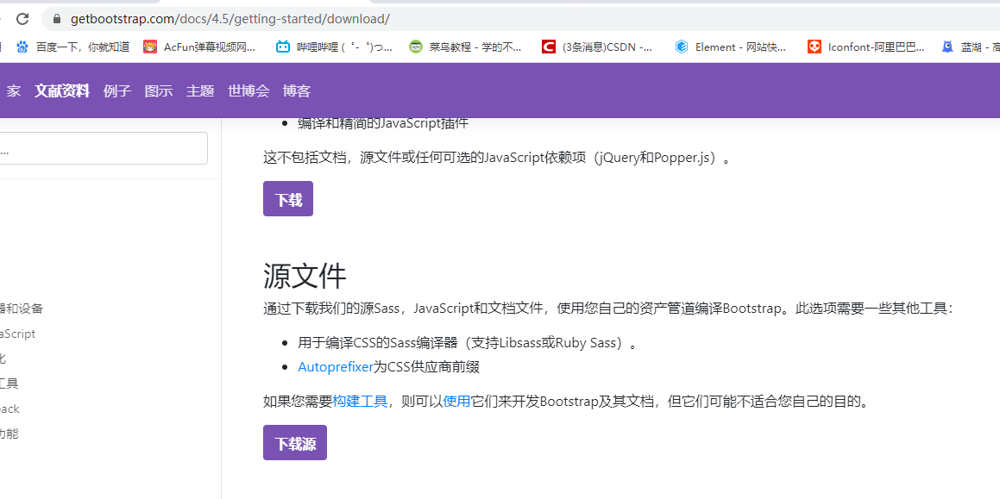 getbootstrap.com/docs/4.5/getting-started/download/
百度一下，你就知道 AcFun弹幕视频网... 哔哩哔哩 ( ゜- ゜)つ... 菜鸟教程 - 学的不... (3条消息)CSDN -... Element - 网站快... Iconfont-阿里巴巴... 蓝湖 - 高
家 文献资料 例子 图示 主题 世博会 博客
编译和精简的JavaScript插件
...
这不包括文档，源文件或任何可选的JavaScript依赖项（jQuery和Popper.js）。
下载
源文件
通过下载我们的源Sass，JavaScript和文档文件，使用您自己的资产管道编译Bootstrap。此选项需要一些其他工具：
器和设备
aScript
用于编译CSS的Sass编译器（支持Libsass或Ruby Sass）。
化
Autoprefixer为CSS供应商前缀
工具
如果您需要构建工具，则可以使用它们来开发Bootstrap及其文档，但它们可能不适合您自己的目的。
back
功能
下载源